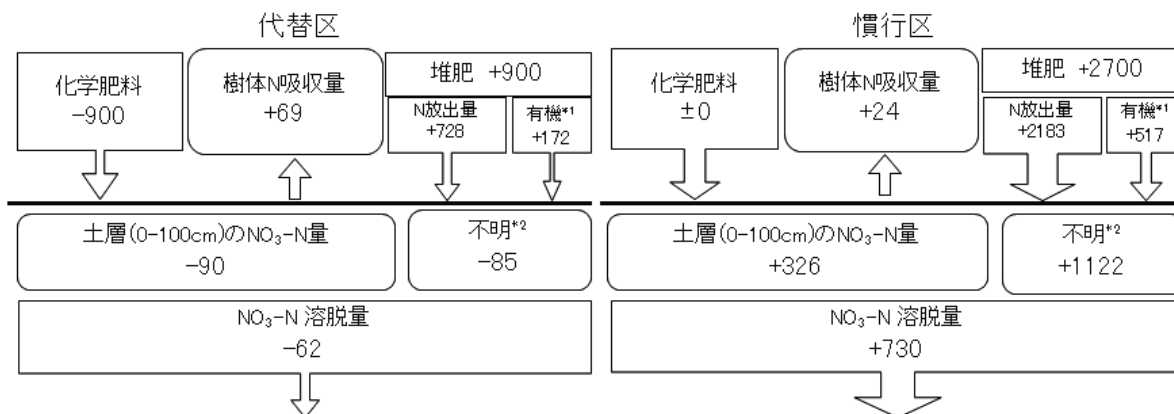 代替区
化学肥料
-900
樹体N吸収量
+69
堆肥 +900
N放出量
+728
有機*1
+172
土層(0-100cm)のNO₃-N量
-90
不明*2
-85
NO₃-N 溶脱量
-62
慣行区
化学肥料
±0
樹体N吸収量
+24
堆肥 +2700
N放出量
+2183
有機*1
+517
土層(0-100cm)のNO₃-N量
+326
不明*2
+1122
NO₃-N 溶脱量
+730